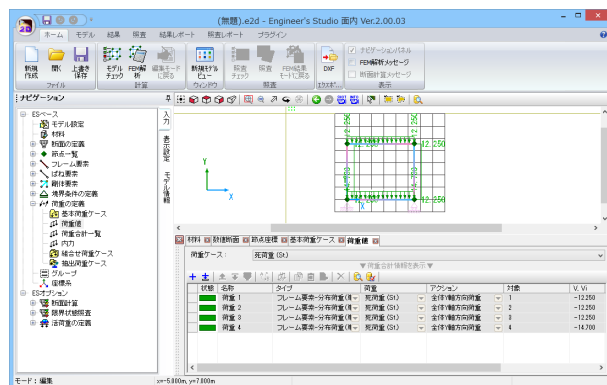 (無題).e2d - Engineer's Studio 面内 Ver.2.00.03
ホーム モデル 結果 照査 結果レポート 照査レポート プラグイン
新規作成 開く 上書き保存 モデルチェック FEM解析 編集モードに戻る 新規モデルビュー 照査チェック 照査 FEM結果モードに戻る DXF
ナビゲーションパネル
FEM解析メッセージ
断面計算メッセージ
ファイル 計算 ウィンドウ 照査 エクスポ... 表示
ナビゲーション
ESベース
モデル設定
材料
断面の定義
節点一覧
フレーム要素
ばね要素
剛体要素
境界条件の定義
荷重の定義
基本荷重ケース
荷重値
荷重合計一覧
内力
組合せ荷重ケース
抽出荷重ケース
グループ
座標系
ESオプション
断面計算
限界状態照査
活荷重の定義
入力 表示設定 モデル情報
Y
X
12.250 12.250
12.250 12.250
14.700 14.700
X
材料 数値断面 節点座標 基本荷重ケース 荷重値
荷重ケース: 死荷重 (St)
▼荷重合計情報を表示▼
状態 名称 タイプ 荷重 アクション 対象 V, Vi
荷重 1 フレーム要素-分布荷重(単 死荷重 (St) 全体Y軸方向荷重 1 -12.250
荷重 2 フレーム要素-分布荷重(単 死荷重 (St) 全体Y軸方向荷重 2 -12.250
荷重 3 フレーム要素-分布荷重(単 死荷重 (St) 全体Y軸方向荷重 3 -12.250
荷重 4 フレーム要素-分布荷重(単 死荷重 (St) 全体Y軸方向荷重 4 -14.700
モード: 編集 x=-5.000m, y=7.000m